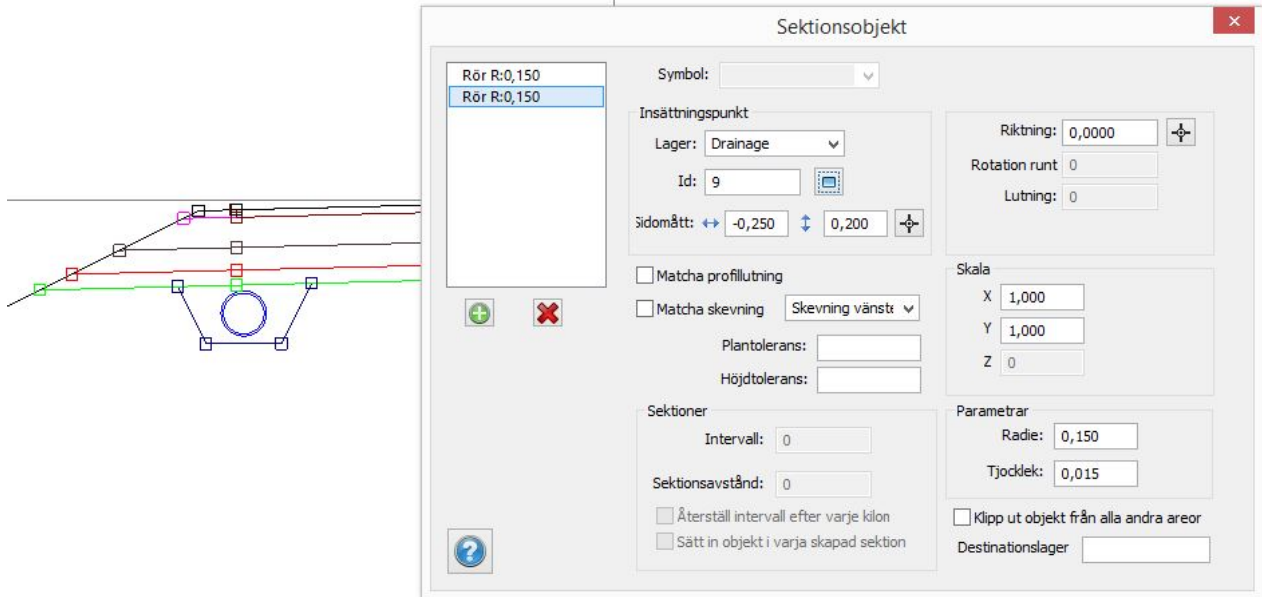 Sektionsobjekt
Rör R:0,150
Rör R:0,150
Symbol:
Insättningspunkt
Lager: Drainage
Id: 9
Sidomått: -0,250 0,200
Riktning: 0,0000
Rotation runt 0
Lutning: 0
Matcha profillutning
Matcha skevning Skevning vänste
Plantolerans:
Höjdtolerans:
Skala
X 1,000
Y 1,000
Z 0
Sektioner
Intervall: 0
Sektionsavstånd: 0
Återställ intervall efter varje kilon
Sätt in objekt i varja skapad sektion
Parametrar
Radie: 0,150
Tjocklek: 0,015
Klipp ut objekt från alla andra areor
Destinationslager